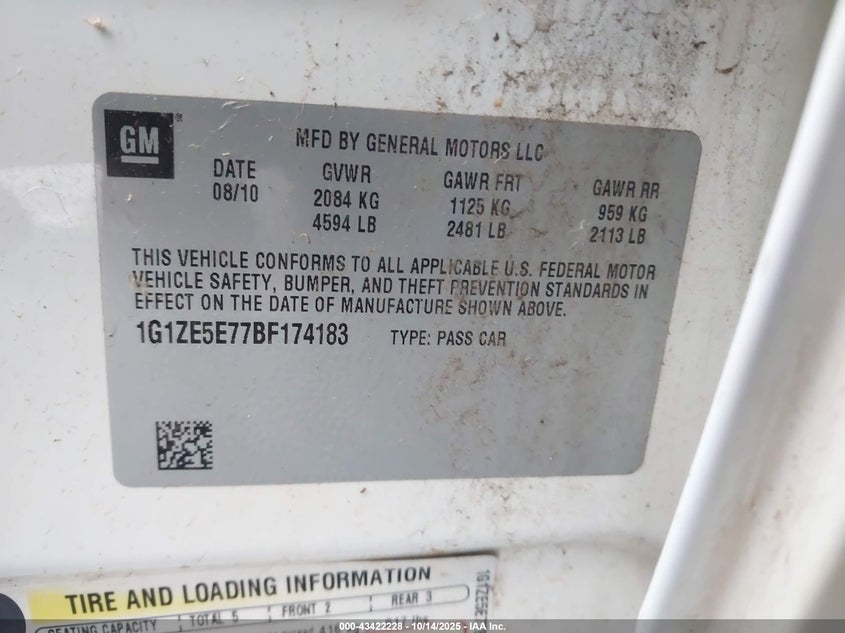 GM ®
MFD BY GENERAL MOTORS LLC
DATE GVWR GAWR FRT GAWR RR
08/10 2084 KG 1125 KG 959 KG
4594 LB 2481 LB 2113 LB
THIS VEHICLE CONFORMS TO ALL APPLICABLE U.S. FEDERAL MOTOR
VEHICLE SAFETY, BUMPER, AND THEFT PREVENTION STANDARDS IN
EFFECT ON THE DATE OF MANUFACTURE SHOWN ABOVE.
1G1ZE5E77BF174183 TYPE: PASS CAR
TIRE AND LOADING INFORMATION
SEATING CAPACITY TOTAL 5 FRONT 2 REAR 3
1G1ZE5E
000-43422228 - 10/14/2025 - IAA, Inc.